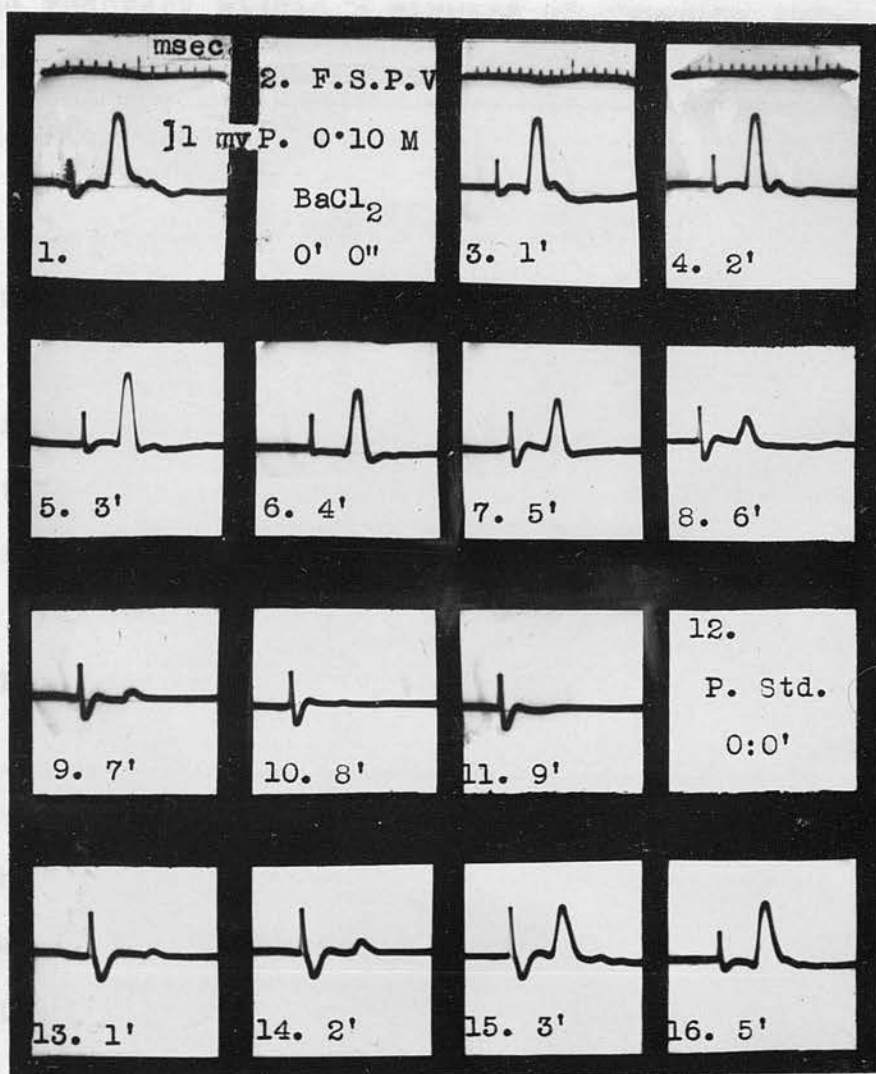 msec
1.
]1 mv
2. F.S.P.V
P. 0·10 M
BaCl₂
0' 0"
3. 1'
4. 2'
5. 3'
6. 4'
7. 5'
8. 6'
9. 7'
10. 8'
11. 9'
12.
P. Std.
0:0'
13. 1'
14. 2'
15. 3'
16. 5'